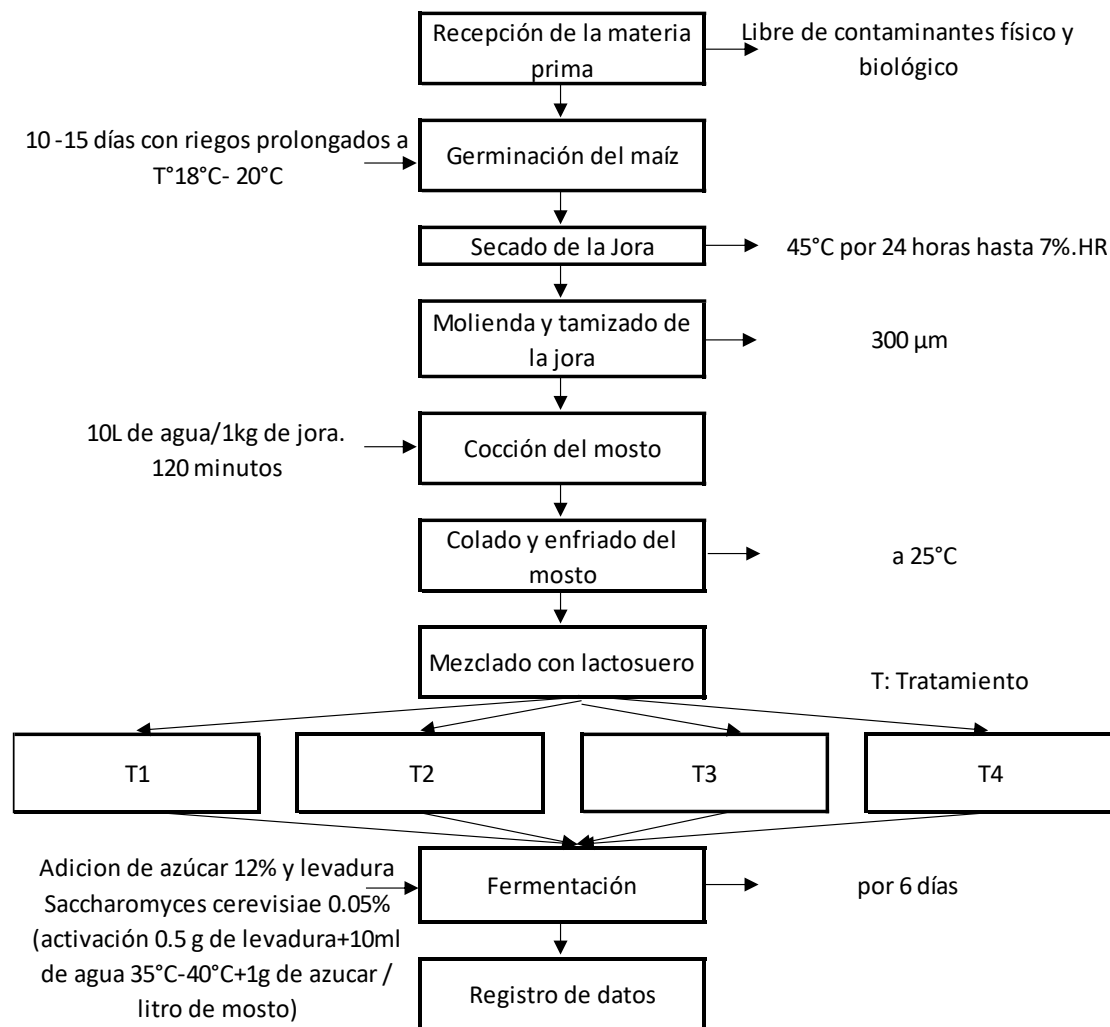 Recepción de la materia
prima
Libre de contaminantes físico y
biológico
10 -15 días con riegos prolongados a
T°18°C- 20°C
Germinación del maíz
Secado de la Jora
45°C por 24 horas hasta 7%.HR
Molienda y tamizado de
la jora
300 µm
10L de agua/1kg de jora.
120 minutos
Cocción del mosto
Colado y enfriado del
mosto
a 25°C
Mezclado con lactosuero
T: Tratamiento
T1
T2
T3
T4
Adicion de azúcar 12% y levadura
Saccharomyces cerevisiae 0.05%
(activación 0.5 g de levadura+10ml
de agua 35°C-40°C+1g de azucar /
litro de mosto)
Fermentación
por 6 días
Registro de datos